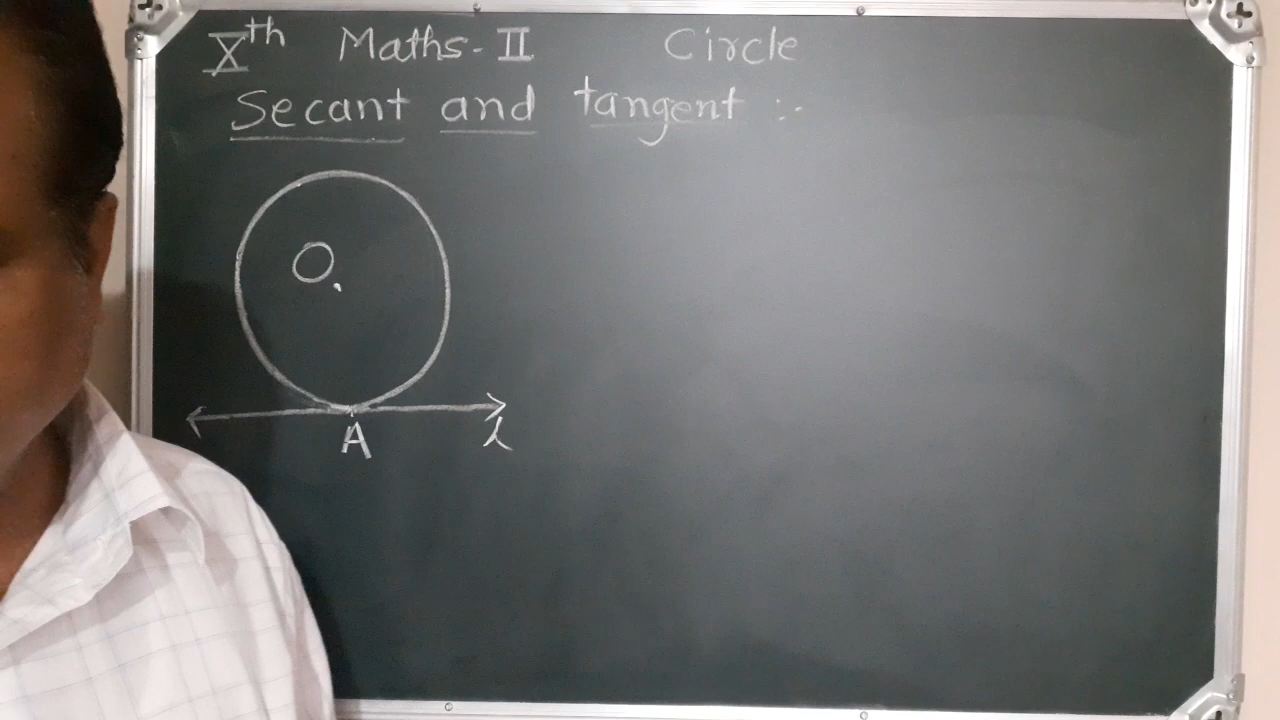 Xth Maths-II Circle
Secant and tangent :-
O
A